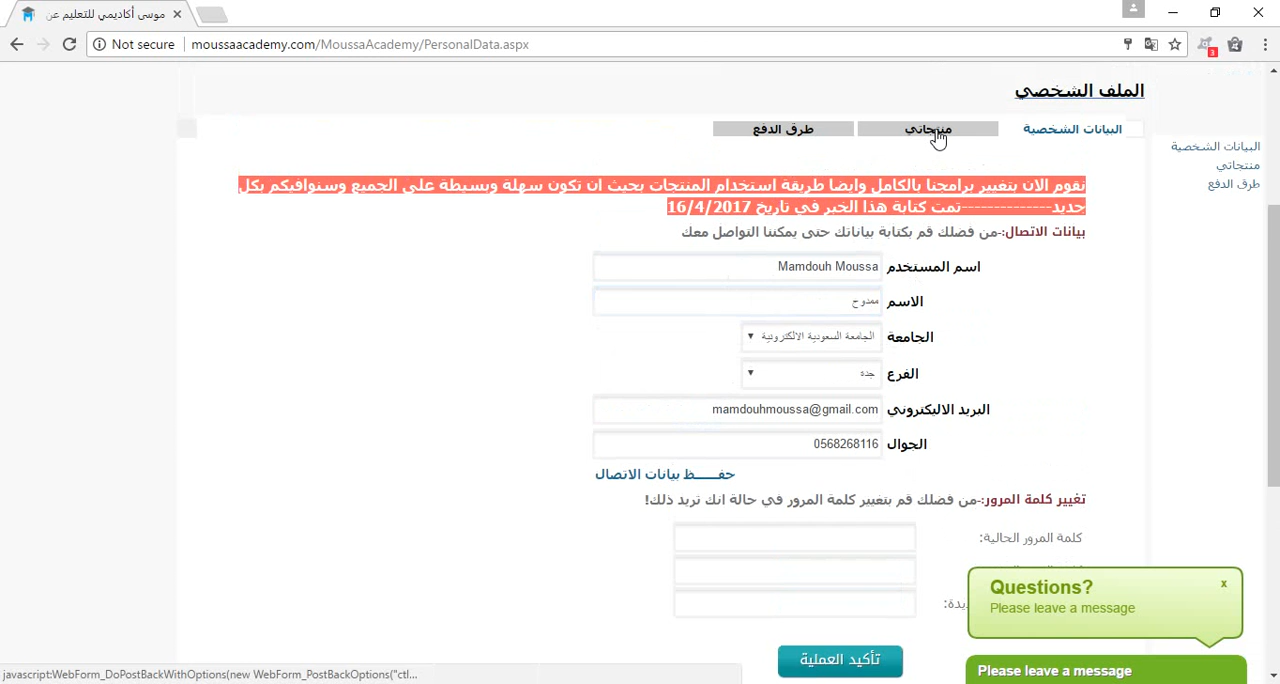 موسى أكاديمي للتعليم عن
Not secure
moussaacademy.com/MoussaAcademy/PersonalData.aspx
3
الملف الشخصي
البيانات الشخصية
منتجاتي
طرق الدفع
البيانات الشخصية
منتجاتي
طرق الدفع
نقوم الان بتغيير برامجنا بالكامل وايضا طريقة استخدام المنتجات بحيث ان تكون سهلة وبسيطة على الجميع وسنوافيكم بكل
جديد--------------تمت كتابة هذا الخبر في تاريخ 16/4/2017
بيانات الاتصال:-من فضلك قم بكتابة بياناتك حتى يمكننا التواصل معك
اسم المستخدم Mamdouh Moussa
الاسم ممدوح
الجامعة الجامعة السعودية الالكترونية
الفرع جدة
البريد الاليكتروني mamdouhmoussa@gmail.com
الجوال 0568268116
حفـــــظ بيانات الاتصال
تغيير كلمة المرور:-من فضلك قم بتغيير كلمة المرور في حالة انك تريد ذلك!
كلمة المرور الحالية:
تأكيد العملية
Questions?
x
Please leave a message
Please leave a message
javascript:WebForm_DoPostBackWithOptions(new WebForm_PostBackOptions("ctl...